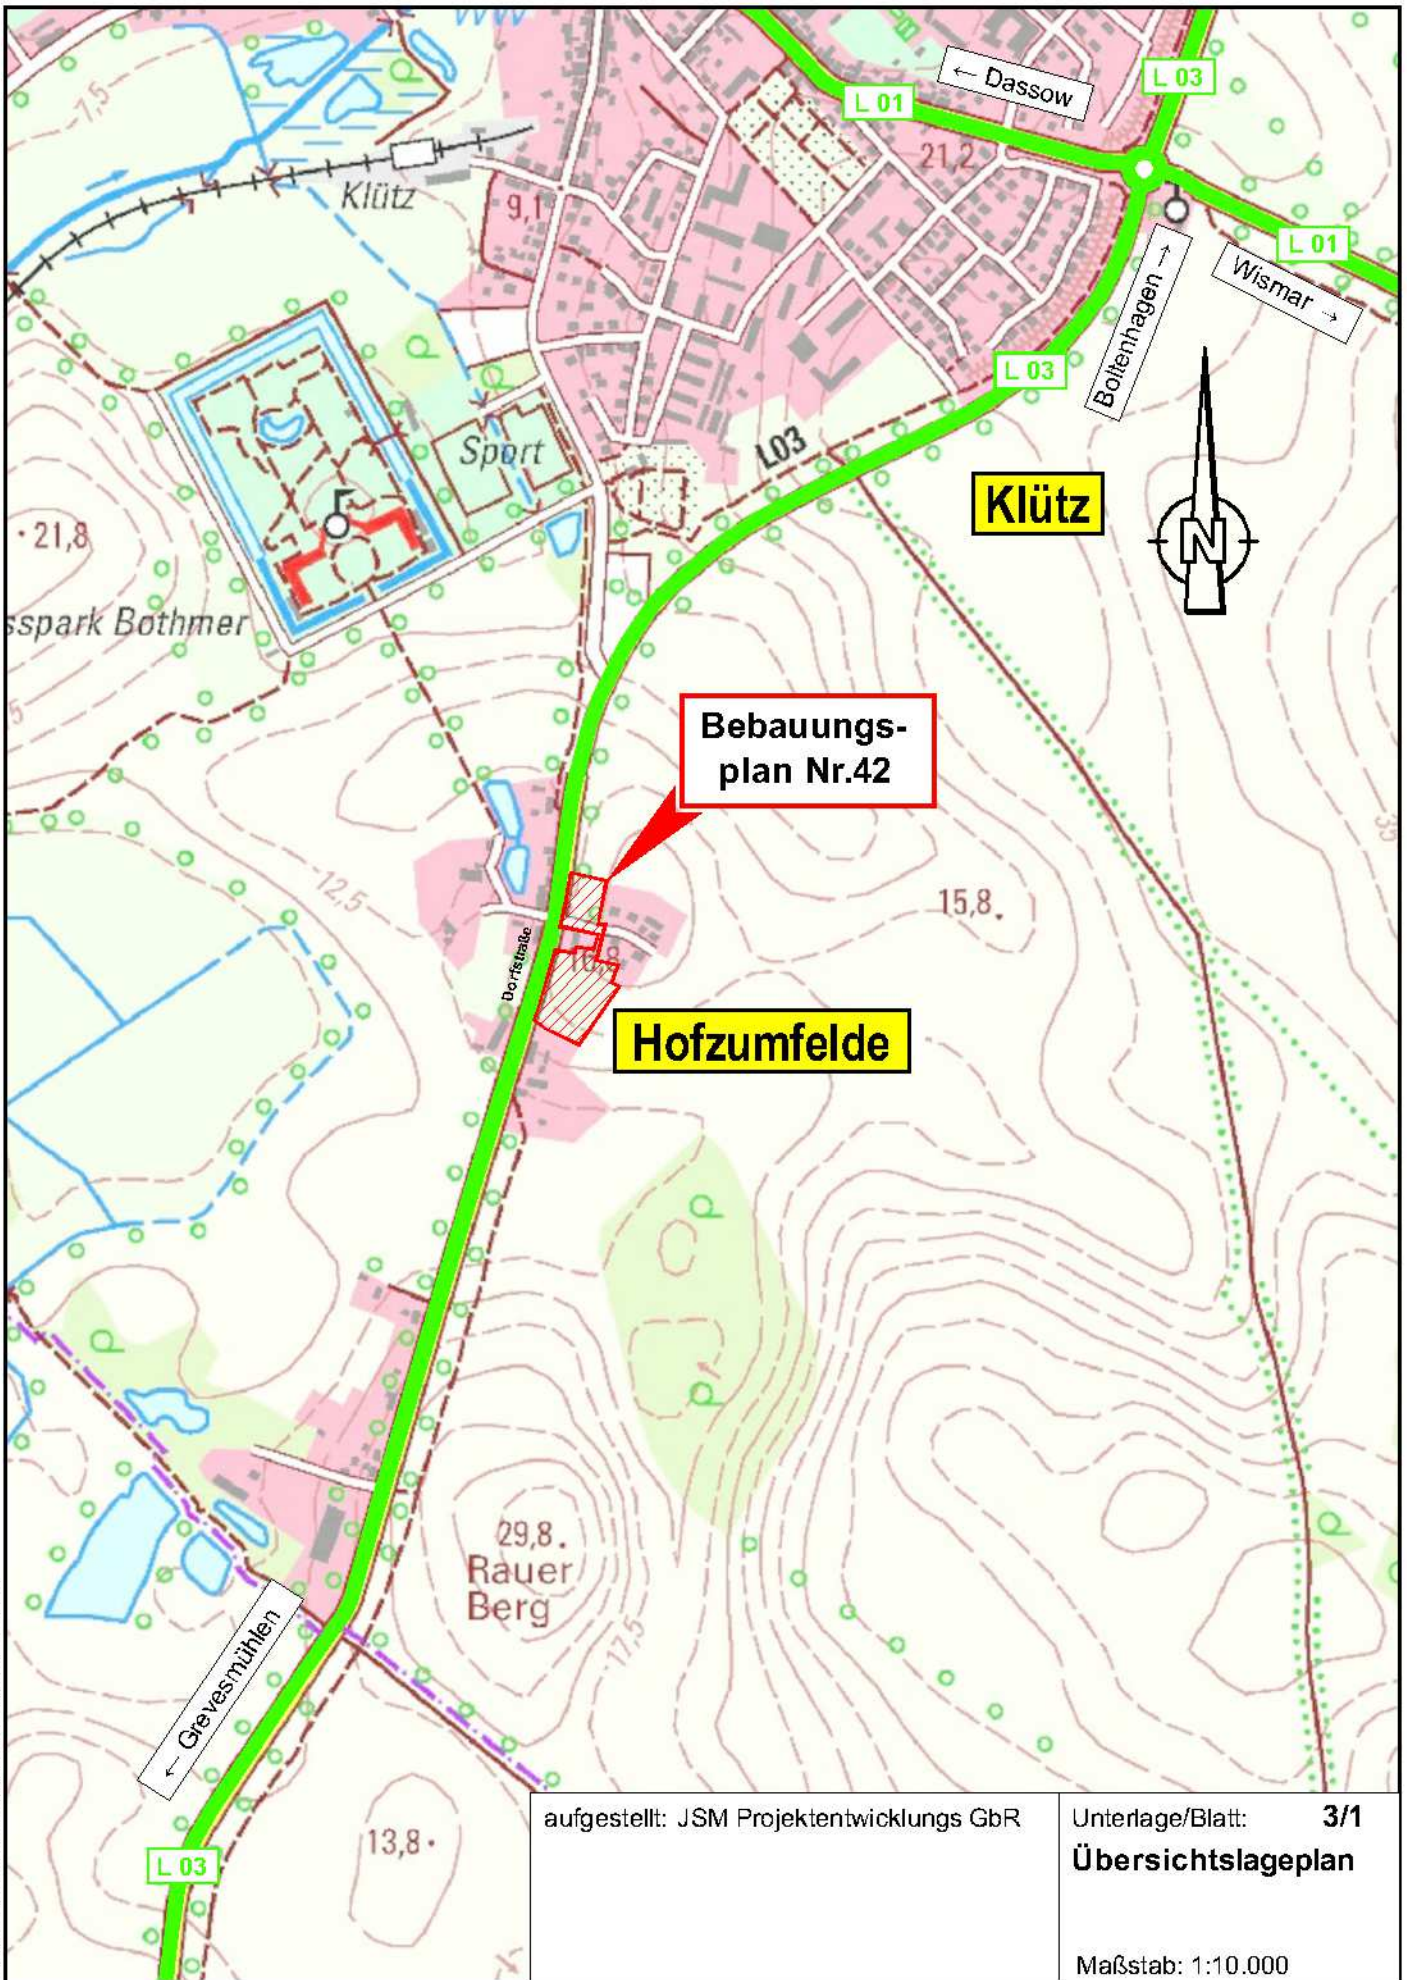 L 03
← Dassow
L 01
21,2
7,5
Klütz
9,1
L 01
Boltenhagen →
Wismar →
L 03
L03
Sport
Klütz
N
21,8
sspark Bothmer
Bebauungs-
plan Nr.42
12,5
15,8
Dorfstraße
Hofzumfelde
29,8
Rauer
Berg
17,5
← Grevesmühlen
13,8
L 03
aufgestellt: JSM Projektentwicklungs GbR
Unterlage/Blatt: 3/1
Übersichtslageplan
Maßstab: 1:10.000